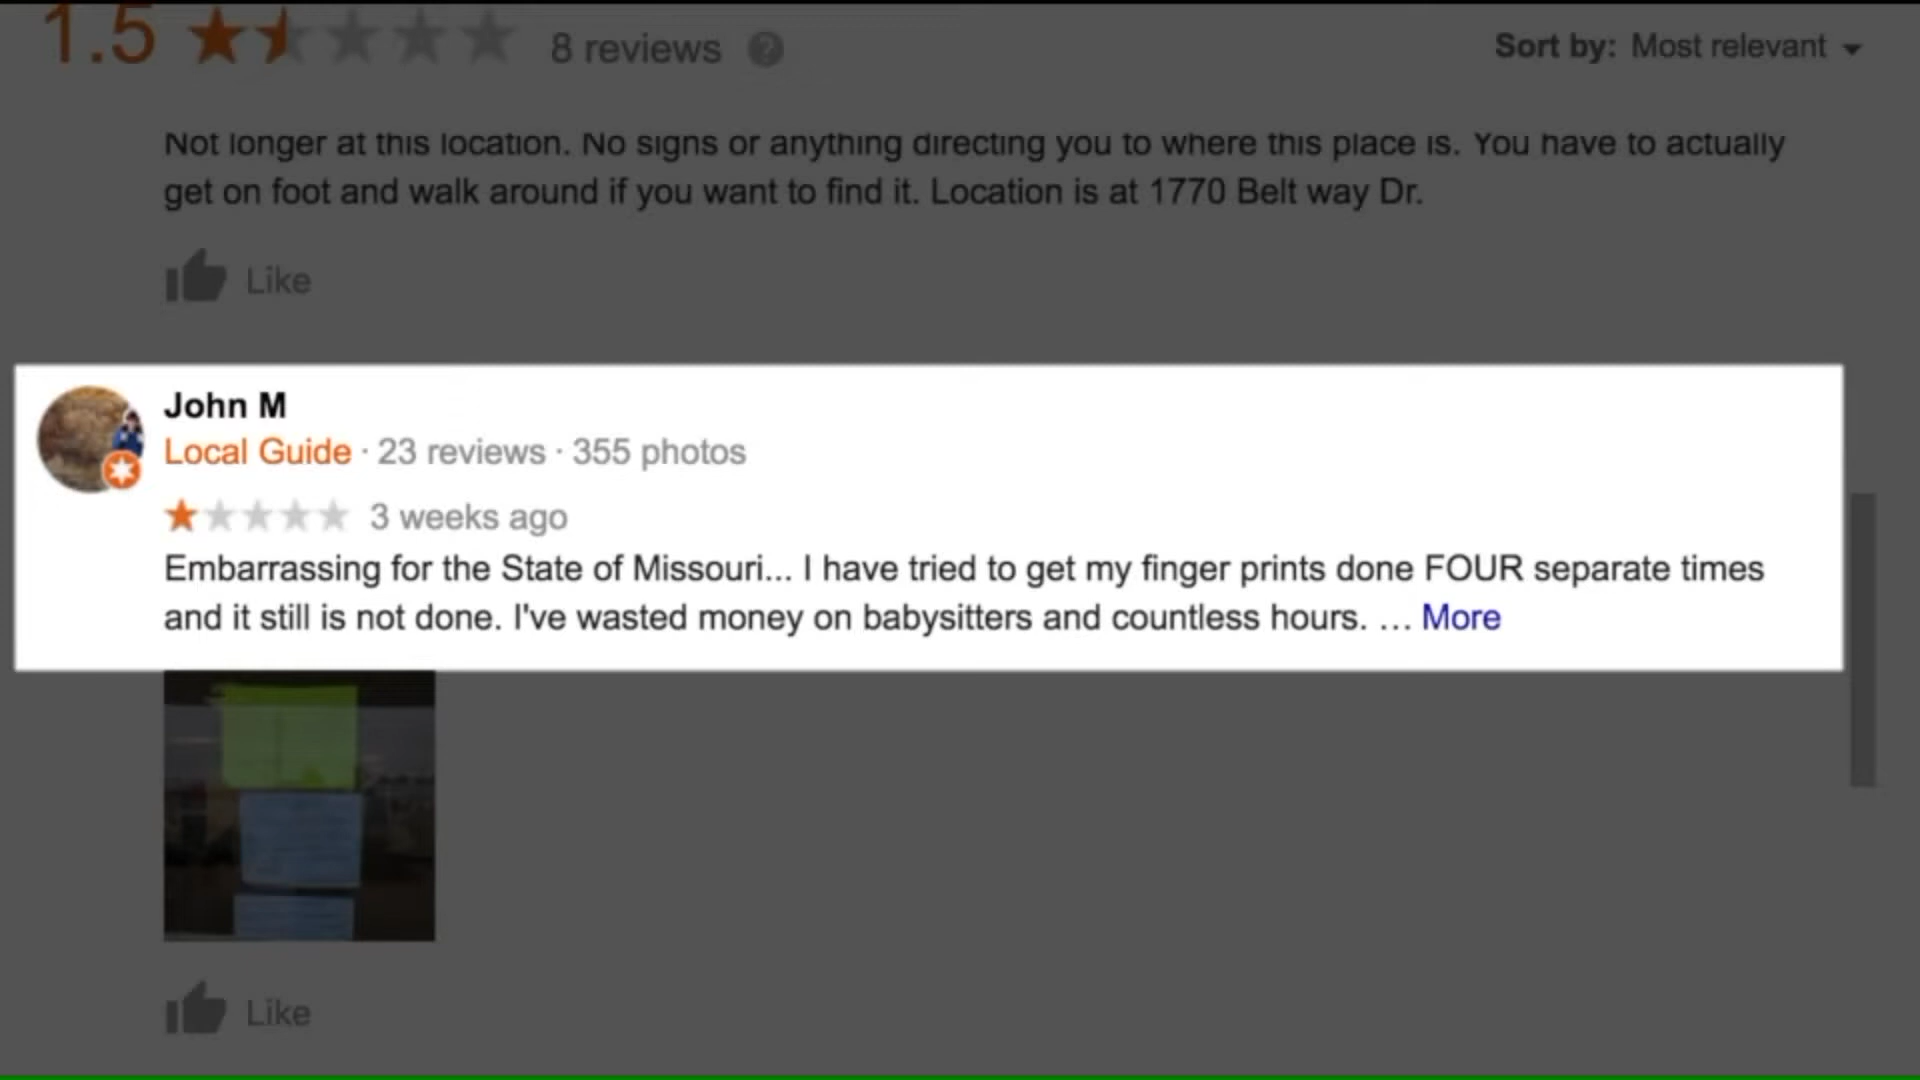 1.5 8 reviews ? Sort by: Most relevant
Not longer at this location. No signs or anything directing you to where this place is. You have to actually
get on foot and walk around if you want to find it. Location is at 1770 Belt way Dr.
Like
John M
Local Guide · 23 reviews · 355 photos
3 weeks ago
Embarrassing for the State of Missouri... I have tried to get my finger prints done FOUR separate times
and it still is not done. I've wasted money on babysitters and countless hours. ... More
Like